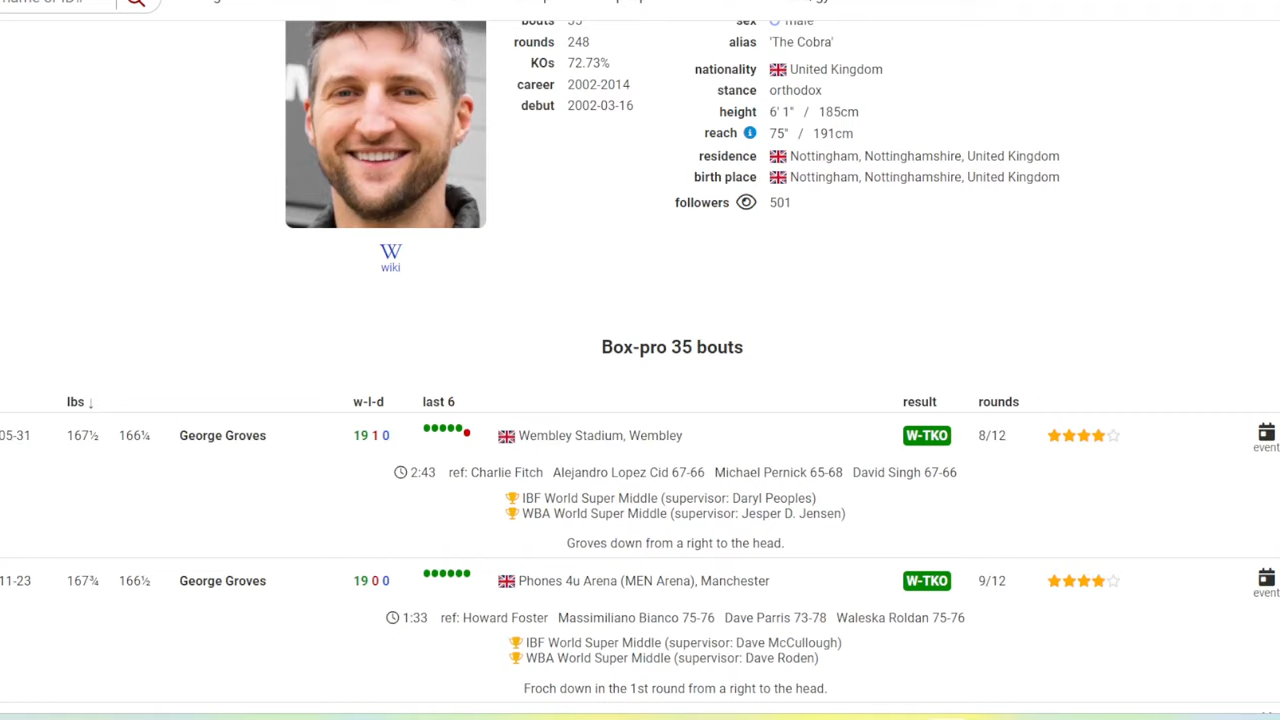 bouts 35 sex male
rounds 248 alias 'The Cobra'
KOs 72.73% nationality United Kingdom
career 2002-2014 stance orthodox
debut 2002-03-16 height 6' 1" / 185cm
reach 75" / 191cm
residence Nottingham, Nottinghamshire, United Kingdom
birth place Nottingham, Nottinghamshire, United Kingdom
followers 501
W
wiki
Box-pro 35 bouts
lbs ↓ w-l-d last 6 result rounds
05-31 167½ 166¼ George Groves 19 1 0 Wembley Stadium, Wembley W-TKO 8/12
event
2:43 ref: Charlie Fitch Alejandro Lopez Cid 67-66 Michael Pernick 65-68 David Singh 67-66
IBF World Super Middle (supervisor: Daryl Peoples)
WBA World Super Middle (supervisor: Jesper D. Jensen)
Groves down from a right to the head.
11-23 167¾ 166½ George Groves 19 0 0 Phones 4u Arena (MEN Arena), Manchester W-TKO 9/12
event
1:33 ref: Howard Foster Massimiliano Bianco 75-76 Dave Parris 73-78 Waleska Roldan 75-76
IBF World Super Middle (supervisor: Dave McCullough)
WBA World Super Middle (supervisor: Dave Roden)
Froch down in the 1st round from a right to the head.